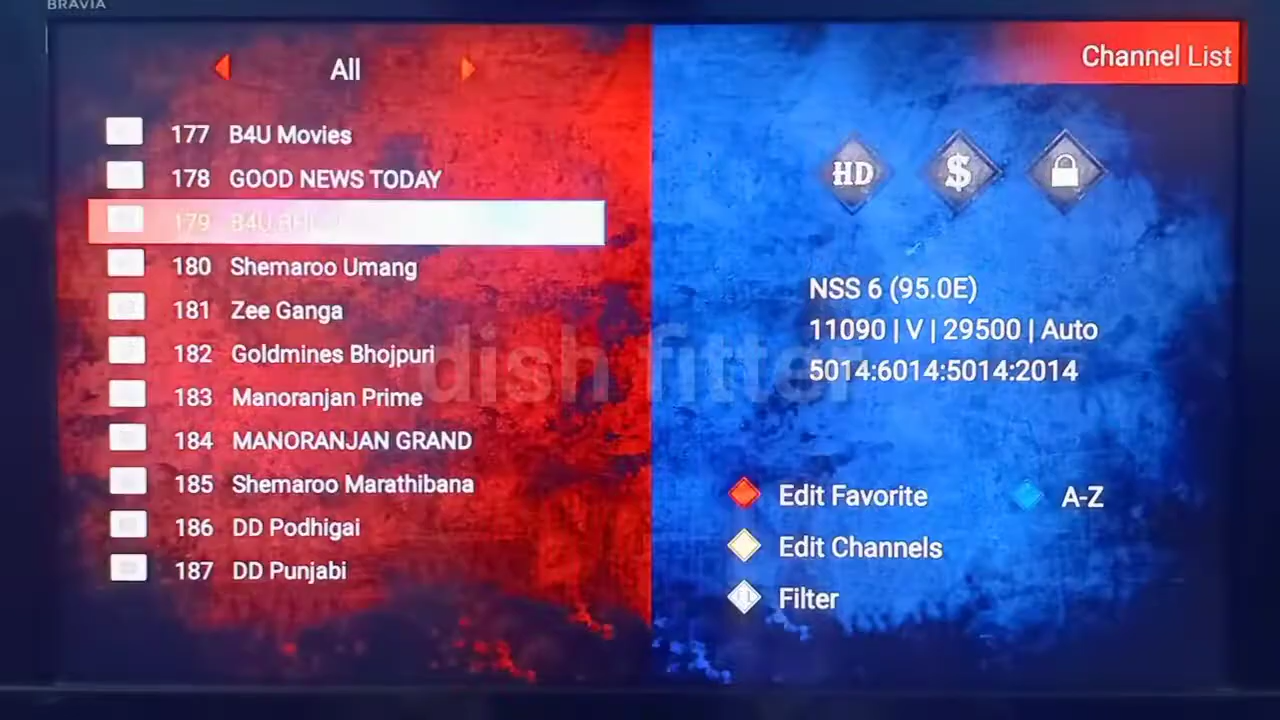 BRAVIA
All
Channel List
177 B4U Movies
178 GOOD NEWS TODAY
179 B4U
180 Shemaroo Umang
181 Zee Ganga
182 Goldmines Bhojpuri
183 Manoranjan Prime
184 MANORANJAN GRAND
185 Shemaroo Marathibana
186 DD Podhigai
187 DD Punjabi
HD
$
NSS 6 (95.0E)
11090 | V | 29500 | Auto
5014:6014:5014:2014
dish fitter
Edit Favorite
A-Z
Edit Channels
Filter